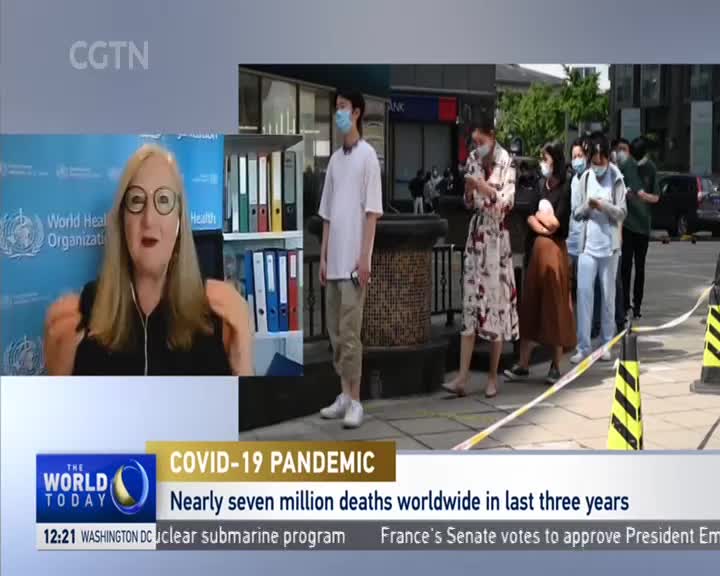 CGTN
World Health
Organization
Health
BANK
COVID-19 PANDEMIC
Nearly seven million deaths worldwide in last three years
THE
WORLD
TODAY
12:21 WASHINGTON DC
uclear submarine program France's Senate votes to approve President Em